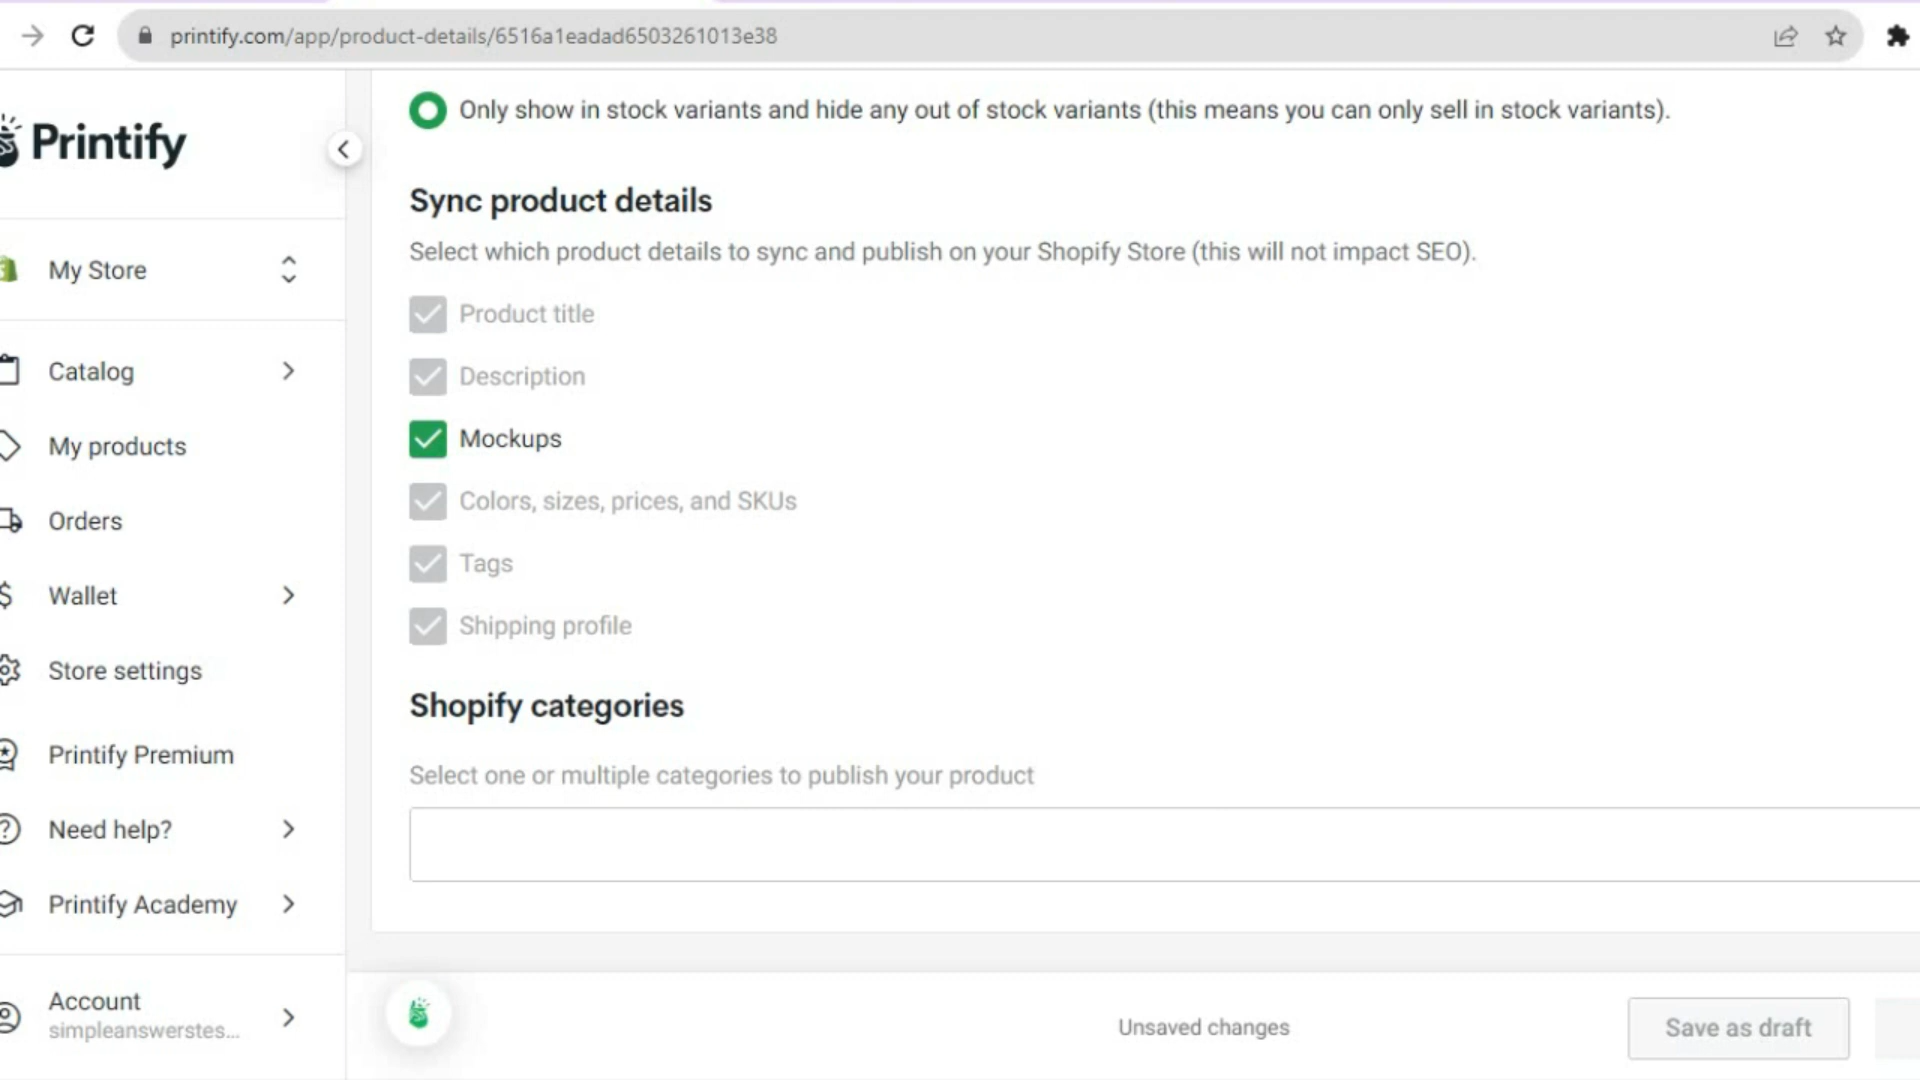 printify.com/app/product-details/6516a1eadad6503261013e38
Printify
My Store
Catalog
My products
Orders
Wallet
Store settings
Printify Premium
Need help?
Printify Academy
Account
simpleanswerstes...
Only show in stock variants and hide any out of stock variants (this means you can only sell in stock variants).
Sync product details
Select which product details to sync and publish on your Shopify Store (this will not impact SEO).
Product title
Description
Mockups
Colors, sizes, prices, and SKUs
Tags
Shipping profile
Shopify categories
Select one or multiple categories to publish your product
Unsaved changes
Save as draft